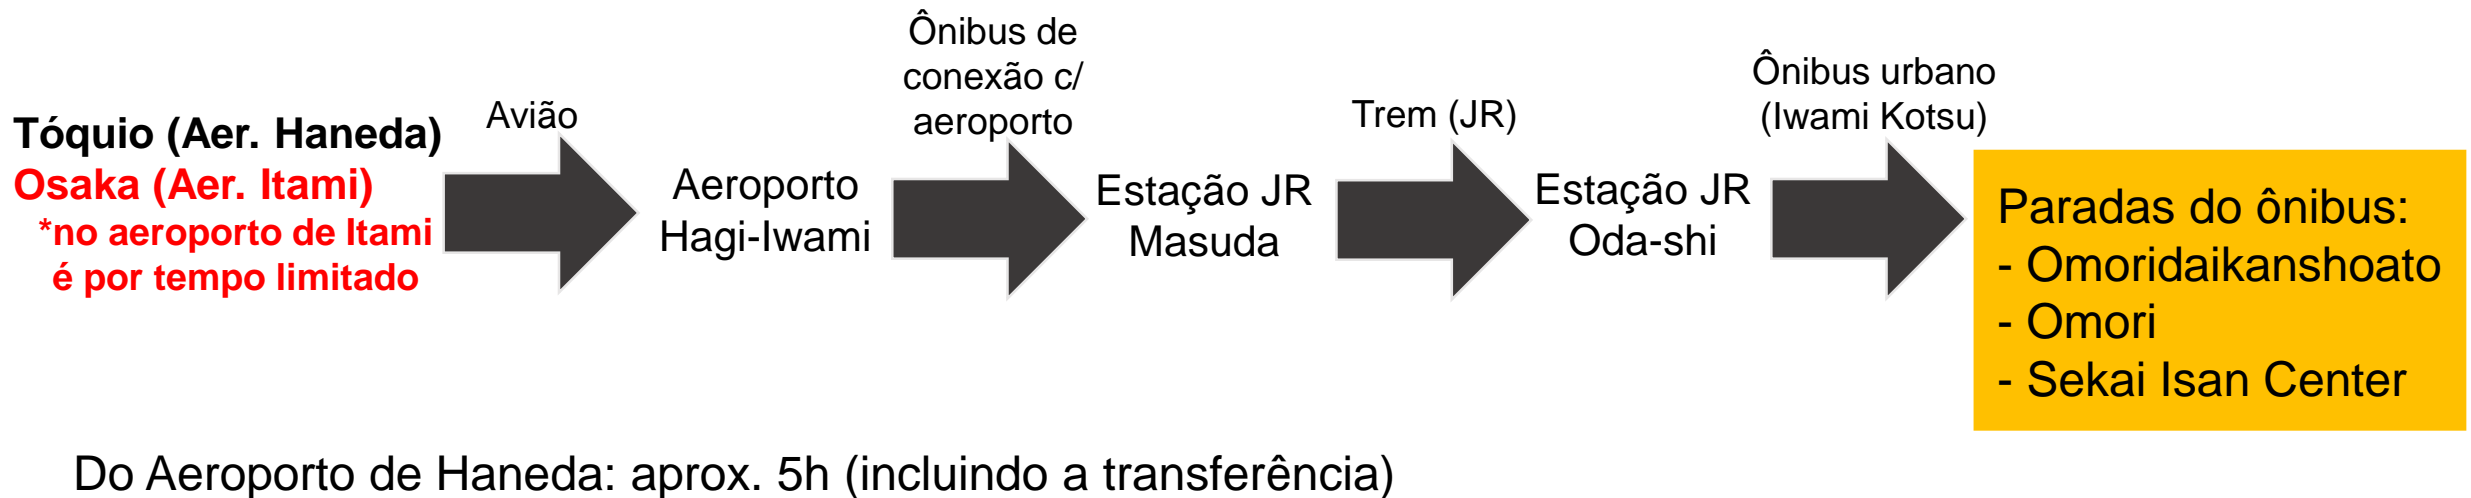 Tóquio (Aer. Haneda)
Osaka (Aer. Itami)
*no aeroporto de Itami
é por tempo limitado
Avião
Aeroporto
Hagi-Iwami
Ônibus de
conexão c/
aeroporto
Estação JR
Masuda
Trem (JR)
Estação JR
Oda-shi
Ônibus urbano
(Iwami Kotsu)
Paradas do ônibus:
- Omoridaikanshoato
- Omori
- Sekai Isan Center
Do Aeroporto de Haneda: aprox. 5h (incluindo a transferência)